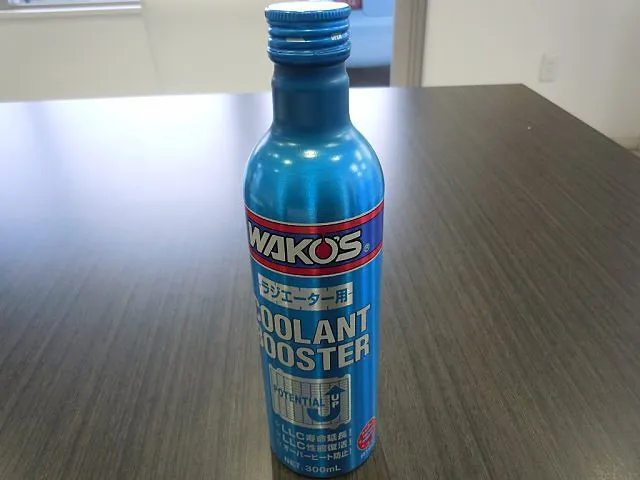 WAKO'S®
ラジエーター用
COOLANT
BOOSTER
POTENTIAL UP
LLC寿命延長!
LLC性能復活!
オーバーヒート防止!
NET. 300mL